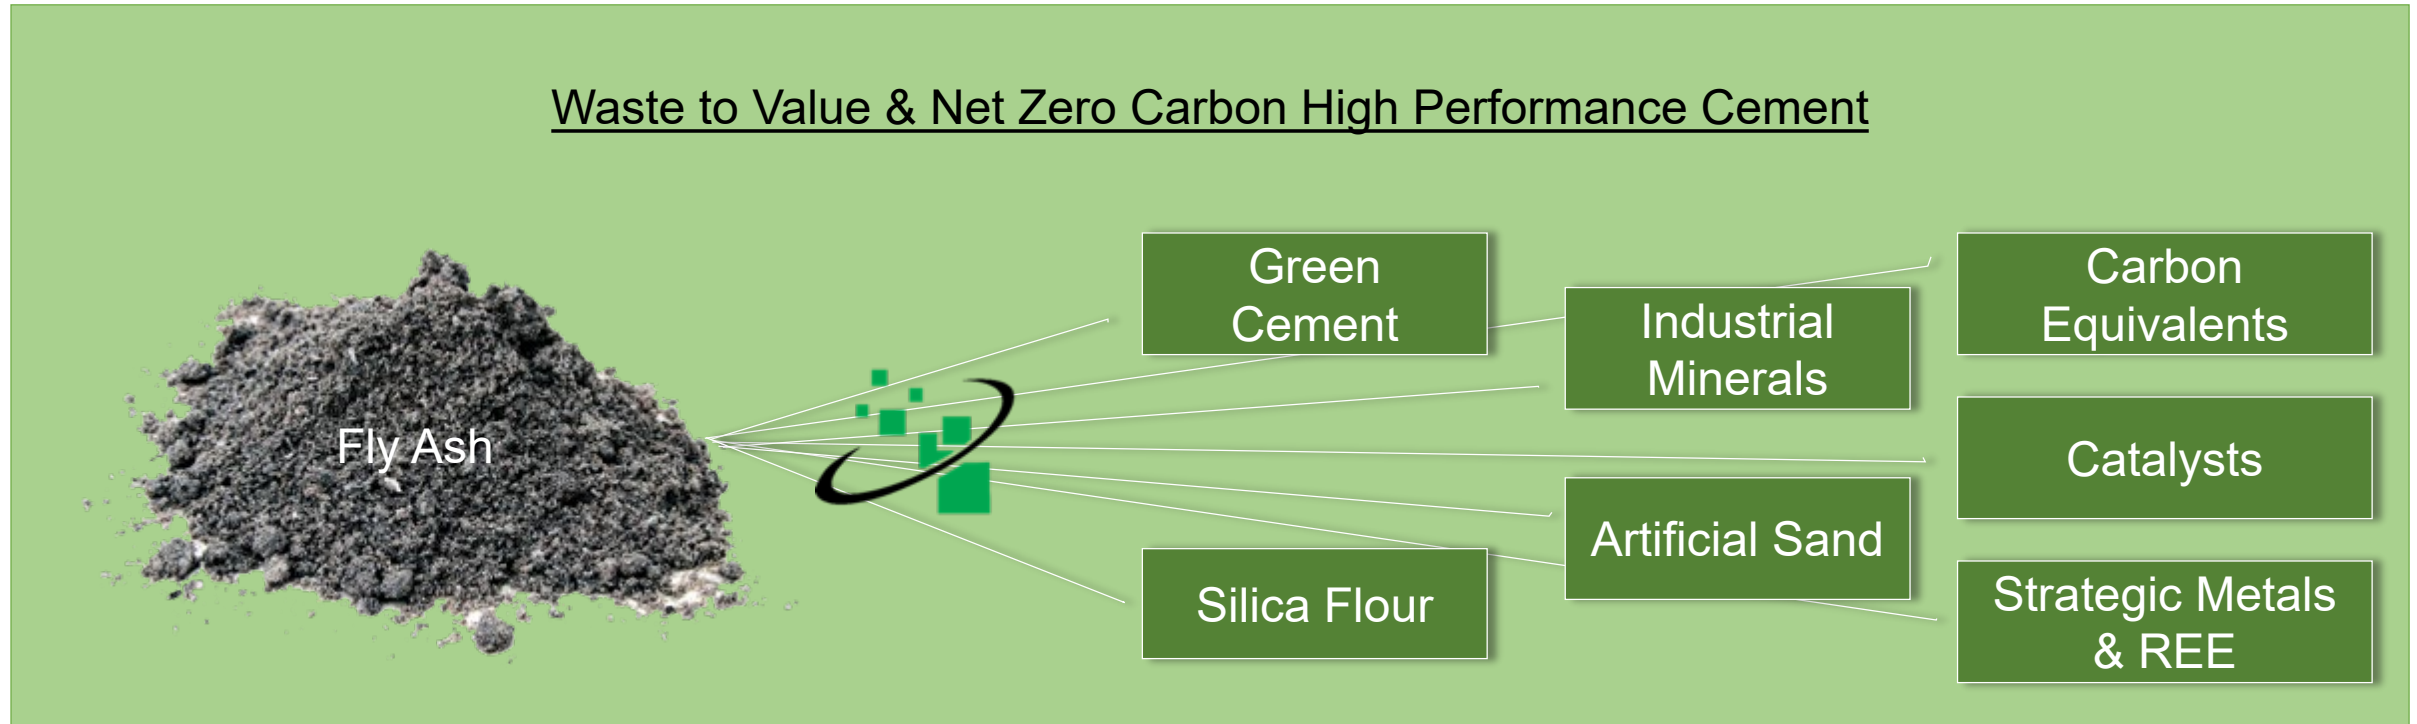 Waste to Value & Net Zero Carbon High Performance Cement
Fly Ash
Green
Cement
Silica Flour
Industrial
Minerals
Artificial Sand
Carbon
Equivalents
Catalysts
Strategic Metals
& REE